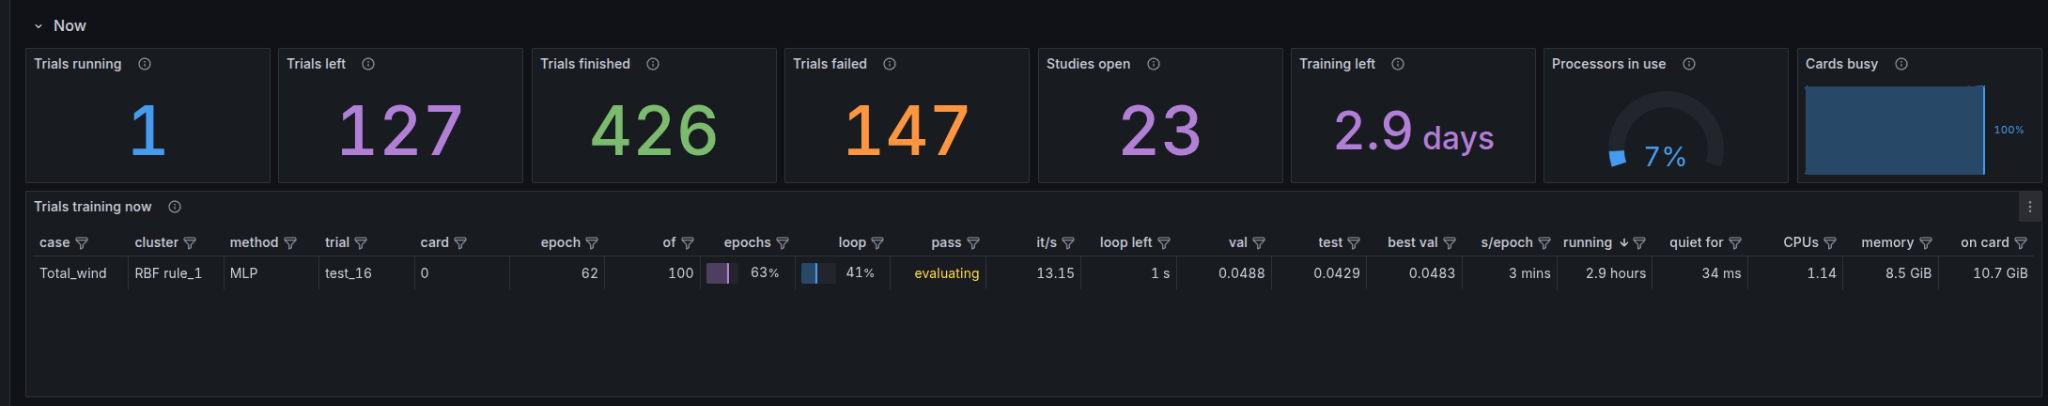 Now
Trials running
Trials left
Trials finished
Trials failed
Studies open
Training left
Processors in use
Cards busy
1
127
426
147
23
2.9 days
7%
100%
Trials training now
case cluster method trial card epoch of epochs loop pass it/s loop left val test best val s/epoch running quiet for CPUs memory on card
Total_wind RBF rule_1 MLP test_16 0 62 100 63% 41% evaluating 13.15 1 s 0.0488 0.0429 0.0483 3 mins 2.9 hours 34 ms 1.14 8.5 GiB 10.7 GiB